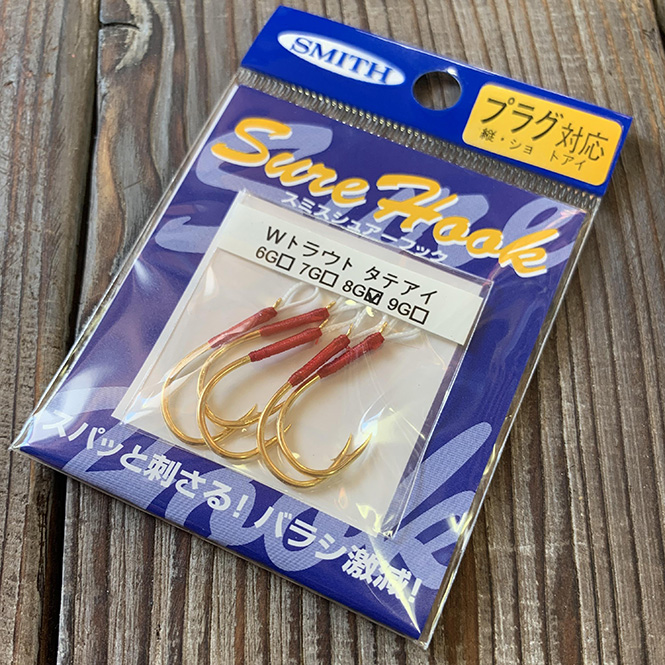 SMITH
プラグ対応
縦・ショ トアイ
Sure Hook
スミスシュアーフック
Wトラウト タテアイ
6G□ 7G□ 8G☑ 9G□
スパッと刺さる！バラシ激減！